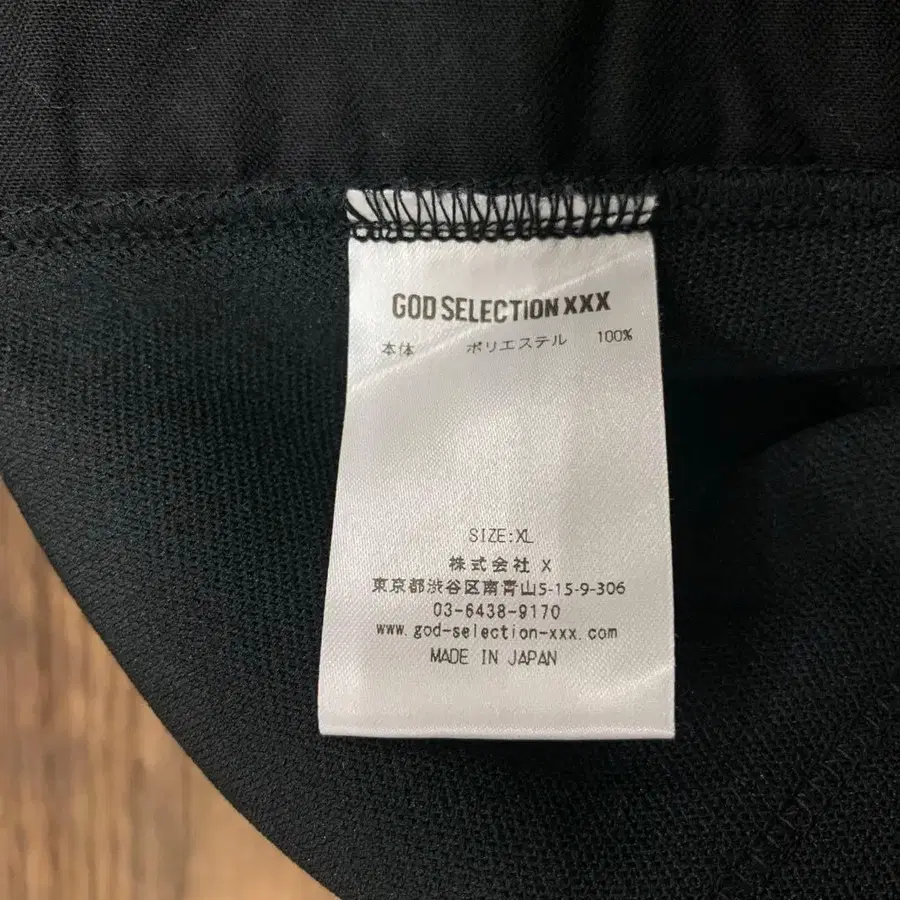 GOD SELECTION XXX
本体 ポリエステル 100%
SIZE:XL
株式会社 X
東京都渋谷区南青山5-15-9-306
03-6438-9170
www.god-selection-xxx.com
MADE IN JAPAN